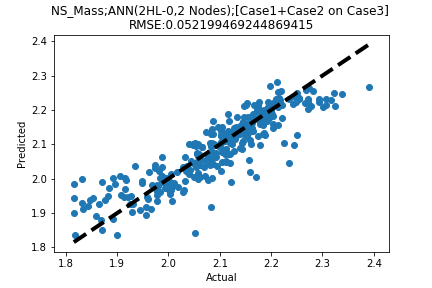 NS_Mass;ANN(2HL-0,2 Nodes);[Case1+Case2 on Case3]
RMSE:0.052199469244869415
2.4
2.3
2.2
2.1
2.0
1.9
1.8
Predicted
1.8 1.9 2.0 2.1 2.2 2.3 2.4
Actual